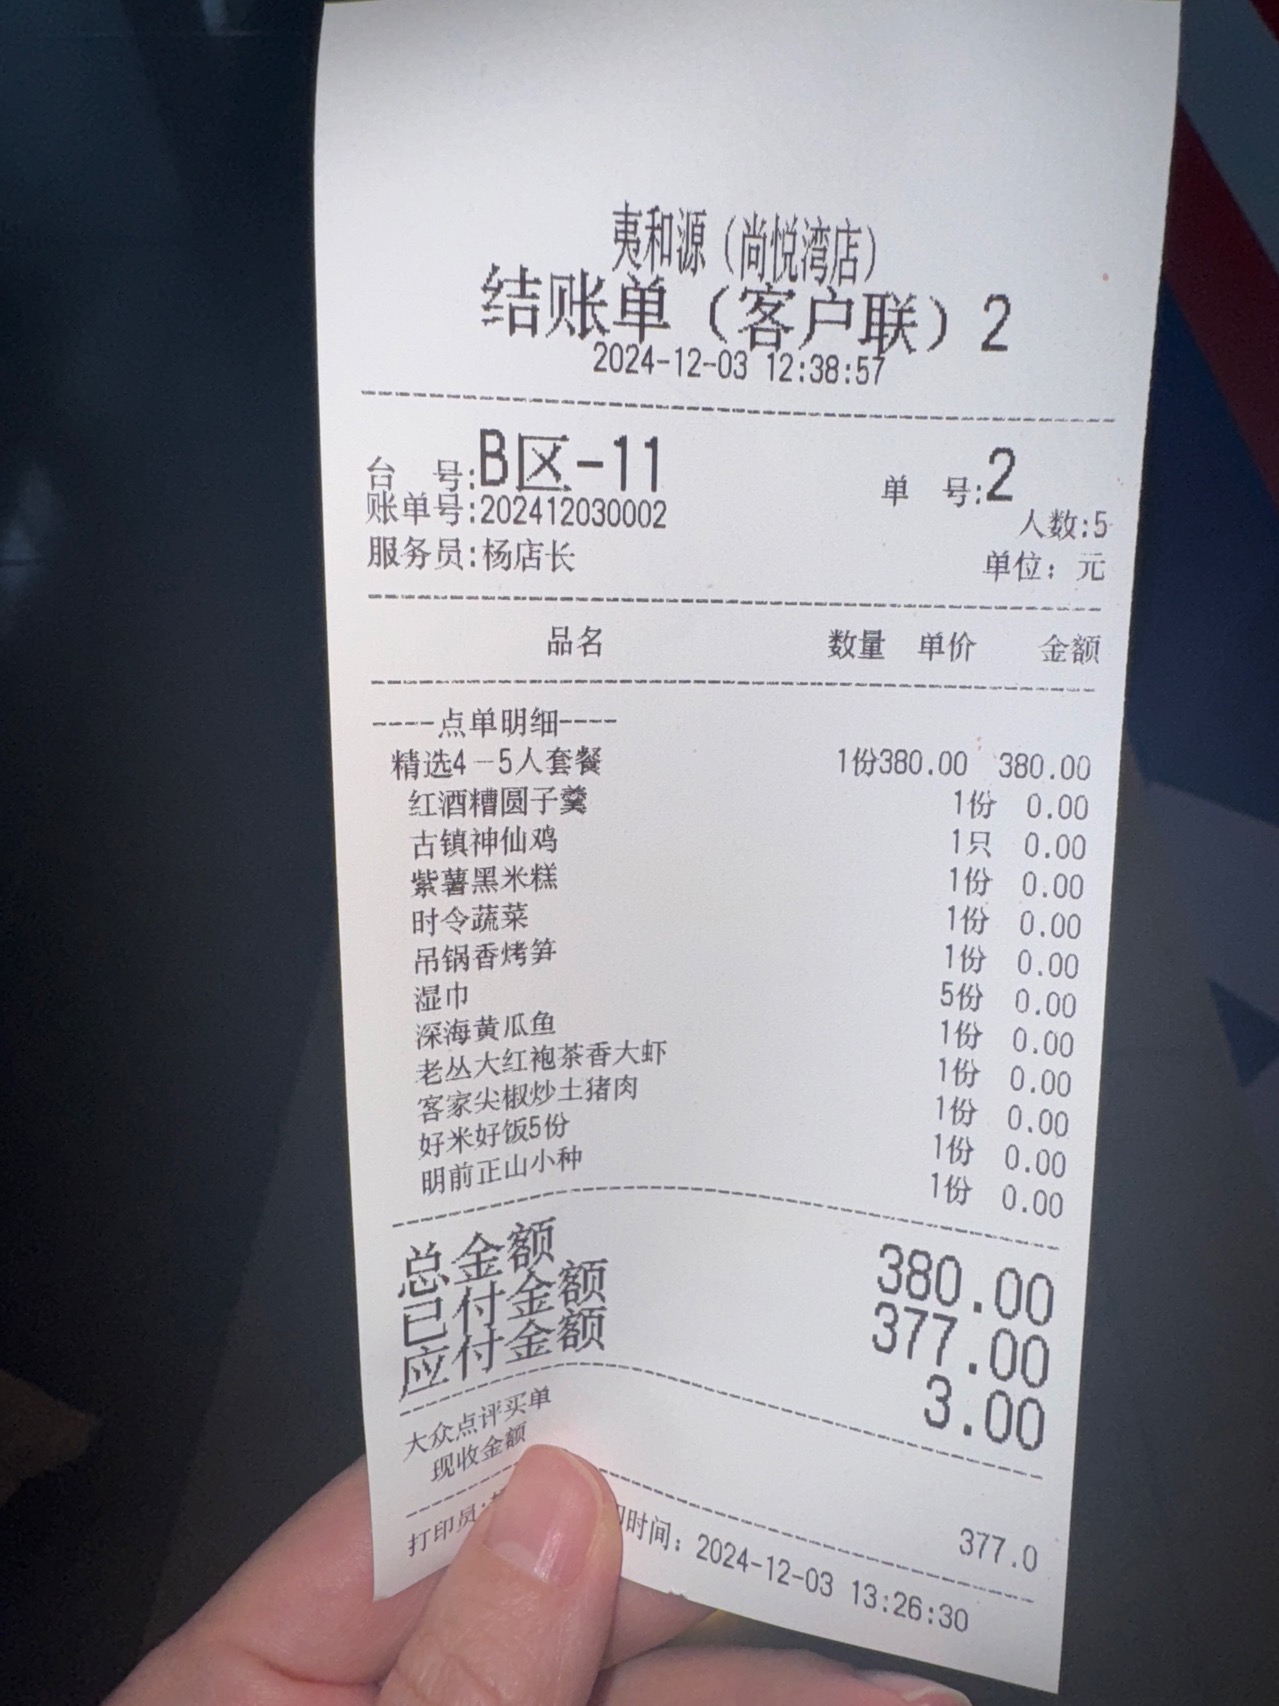 夷和源（尚悦湾店）
结账单（客户联）2
2024-12-03 12:38:57
台 号:B区-11 单 号:2
账单号:202412030002 人数:5
服务员:杨店长 单位：元
品名 数量 单价 金额
----点单明细----
精选4－5人套餐 1份380.00 380.00
红酒糟圆子羹 1份 0.00
古镇神仙鸡 1只 0.00
紫薯黑米糕 1份 0.00
时令蔬菜 1份 0.00
吊锅香烤笋 1份 0.00
湿巾 5份 0.00
深海黄瓜鱼 1份 0.00
老丛大红袍茶香大虾 1份 0.00
客家尖椒炒土猪肉 1份 0.00
好米好饭5份 1份 0.00
明前正山小种 1份 0.00
总金额 380.00
已付金额 377.00
应付金额 3.00
大众点评买单
现收金额 377.0
打印员: 时间：2024-12-03 13:26:30